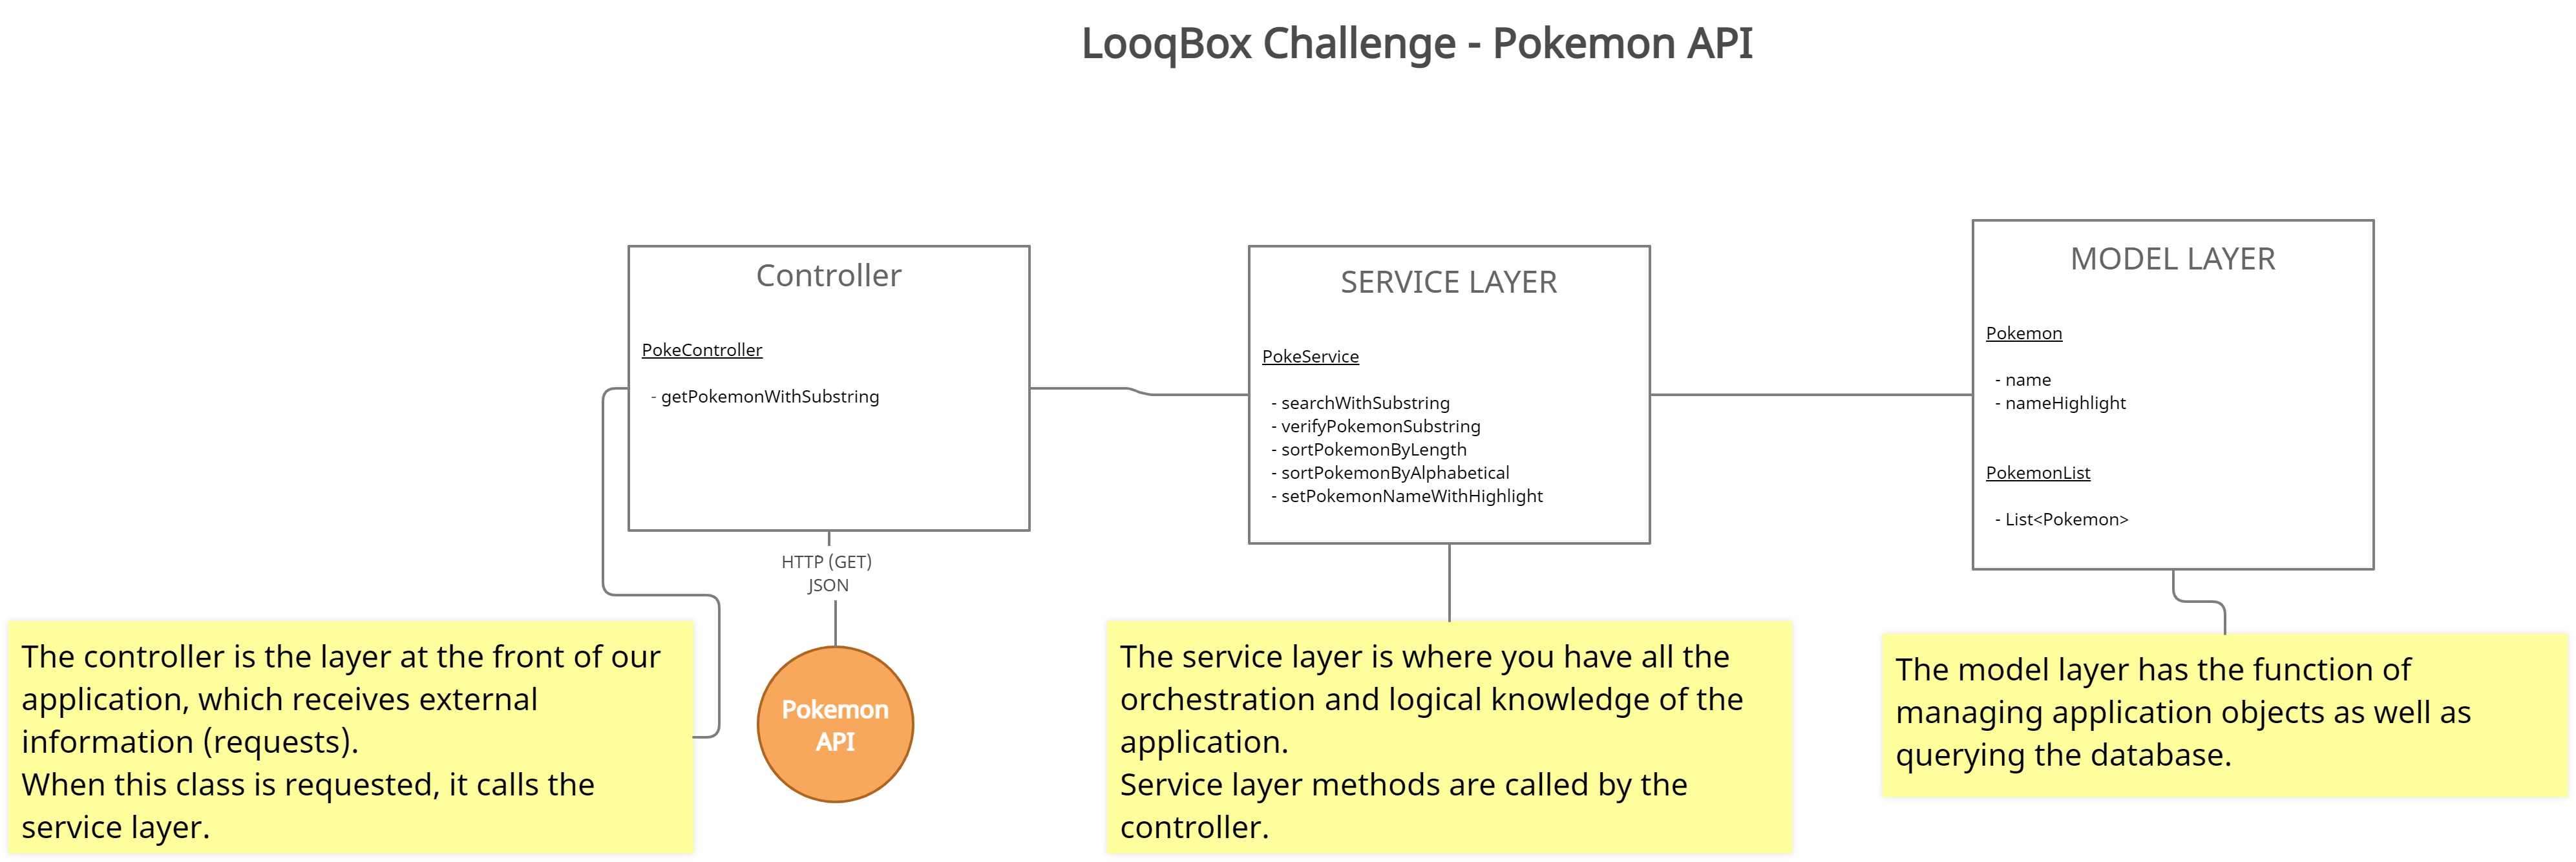 LooqBox Challenge - Pokemon API
Controller
PokeController
- getPokemonWithSubstring
HTTP (GET)
JSON
Pokemon
API
The controller is the layer at the front of our
application, which receives external
information (requests).
When this class is requested, it calls the
service layer.
SERVICE LAYER
PokeService
- searchWithSubstring
- verifyPokemonSubstring
- sortPokemonByLength
- sortPokemonByAlphabetical
- setPokemonNameWithHighlight
The service layer is where you have all the
orchestration and logical knowledge of the
application.
Service layer methods are called by the
controller.
MODEL LAYER
Pokemon
- name
- nameHighlight
PokemonList
- List<Pokemon>
The model layer has the function of
managing application objects as well as
querying the database.